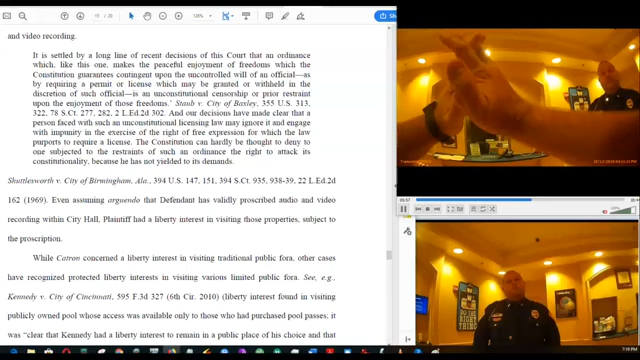 15
128%
Share
and video recording.
It is settled by a long line of recent decisions of this Court that an ordinance
which, like this one, makes the peaceful enjoyment of freedoms which the
Constitution guarantees contingent upon the uncontrolled will of an official—as
by requiring a permit or license which may be granted or withheld in the
discretion of such official—is an unconstitutional censorship or prior restraint
upon the enjoyment of those freedoms.’ Staub v. City of Baxley, 355 U.S. 313,
322, 78 S.Ct. 277, 282, 2 L.Ed.2d 302. And our decisions have made clear that a
person faced with such an unconstitutional licensing law may ignore it and engage
with impunity in the exercise of the right of free expression for which the law
purports to require a license. The Constitution can hardly be thought to deny to
one subjected to the restraints of such an ordinance the right to attack its
constitutionality, because he has not yielded to its demands.
Shuttlesworth v. City of Birmingham, Ala., 394 U.S. 147, 151, 394 S.Ct. 935, 938-39, 22 L.Ed.2d
162 (1969). Even assuming arguendo that Defendant has validly proscribed audio and video
recording within City Hall, Plaintiff had a liberty interest in visiting those properties, subject to
the proscription.
While Catron concerned a liberty interest in visiting traditional public fora, other cases
have recognized protected liberty interests in visiting various limited public fora. See, e.g.,
Kennedy v. City of Cincinnati, 595 F.3d 327 (6th Cir. 2010) (liberty interest found in visiting
publicly owned pool whose access was available only to those who had purchased pool passes; it
was “clear that Kennedy had a liberty interest to remain in a public place of his choice and that
DO THE
RIGHT
THING